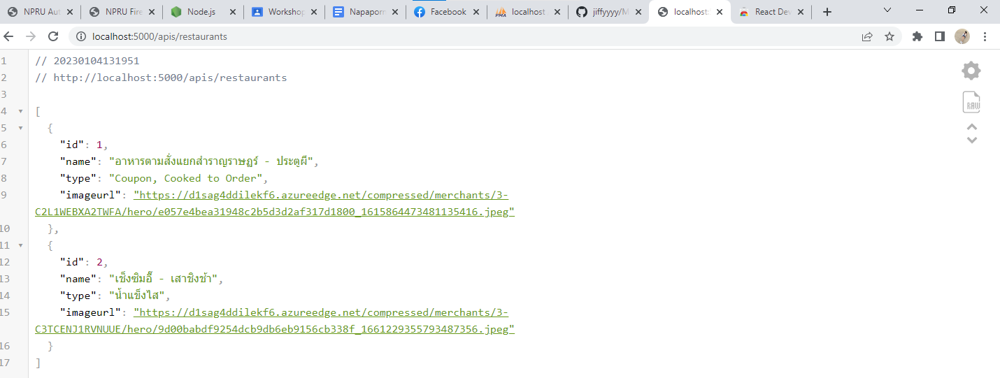 NPRU Aut
NPRU Fire
Node.js
Workshop
Napaporn
Facebook
localhost
jiffyyyy/M
localhost:
React Dev
localhost:5000/apis/restaurants
1 // 20230104131951
2 // http://localhost:5000/apis/restaurants
3
4 [
5 {
6 "id": 1,
7 "name": "อาหารตามสั่งแยกสำราญราษฎร์ - ประตูผี",
8 "type": "Coupon, Cooked to Order",
9 "imageurl": "https://d1sag4ddilekf6.azureedge.net/compressed/merchants/3-
C2L1WEBXA2TWFA/hero/e057e4bea31948c2b5d3d2af317d1800_1615864473481135416.jpeg"
10 },
11 {
12 "id": 2,
13 "name": "เช็งซิมอี๊ - เสาชิงช้า",
14 "type": "น้ำแข็งไส",
15 "imageurl": "https://d1sag4ddilekf6.azureedge.net/compressed/merchants/3-
C3TCENJ1RVNUUE/hero/9d00babdf9254dcb9db6eb9156cb338f_1661229355793487356.jpeg"
16 }
17 ]
RAW